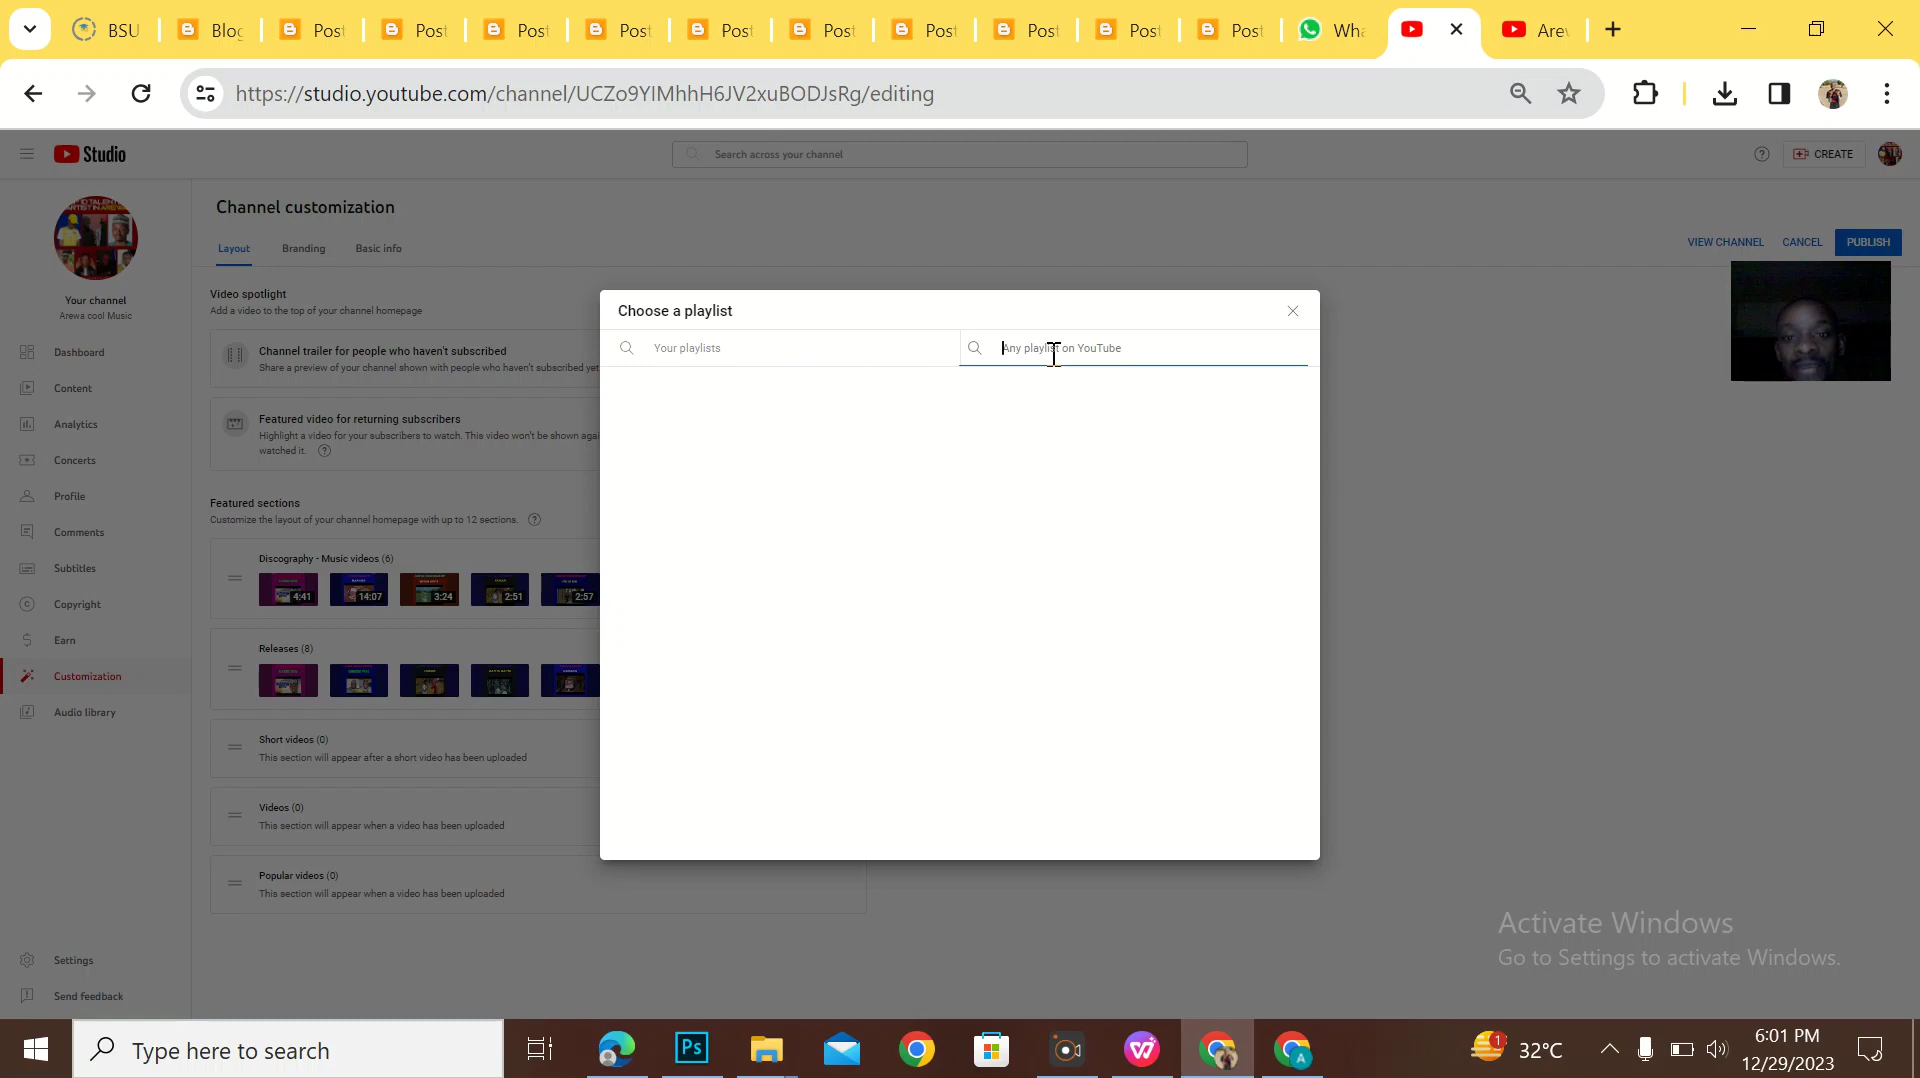 BSU
Blog
Post
Post
Post
Post
Post
Post
Post
Post
Post
Post
Wha
Arew
https://studio.youtube.com/channel/UCZo9YIMhhH6JV2xuBODJsRg/editing
Studio
Search across your channel
CREATE
Channel customization
Layout
Branding
Basic info
VIEW CHANNEL
CANCEL
PUBLISH
Your channel
Arewa cool Music
Dashboard
Content
Analytics
Concerts
Profile
Comments
Subtitles
Copyright
Earn
Customization
Audio library
Settings
Send feedback
Video spotlight
Add a video to the top of your channel homepage
Channel trailer for people who haven't subscribed
Share a preview of your channel shown with people who haven't subscribed yet
Featured video for returning subscribers
Highlight a video for your subscribers to watch. This video won't be shown agai
watched it.
Featured sections
Customize the layout of your channel homepage with up to 12 sections.
Discography - Music videos (6)
4:41
14:07
3:24
2:51
2:57
Releases (8)
Short videos (0)
This section will appear after a short video has been uploaded
Videos (0)
This section will appear when a video has been uploaded
Popular videos (0)
This section will appear when a video has been uploaded
Choose a playlist
Your playlists
Any playlist on YouTube
Activate Windows
Go to Settings to activate Windows.
Type here to search
Ps
A
1
32°C
6:01 PM
12/29/2023